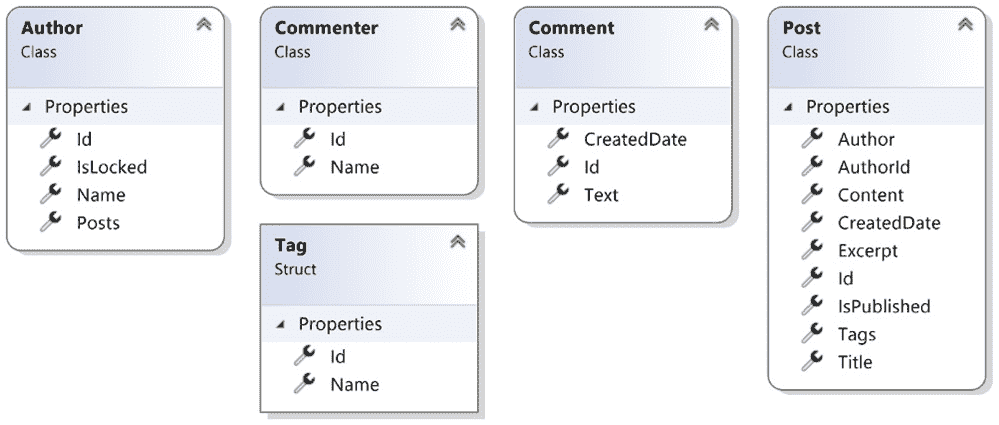 Author
Class
Properties
Id
IsLocked
Name
Posts
Commenter
Class
Properties
Id
Name
Tag
Struct
Properties
Id
Name
Comment
Class
Properties
CreatedDate
Id
Text
Post
Class
Properties
Author
AuthorId
Content
CreatedDate
Excerpt
Id
IsPublished
Tags
Title